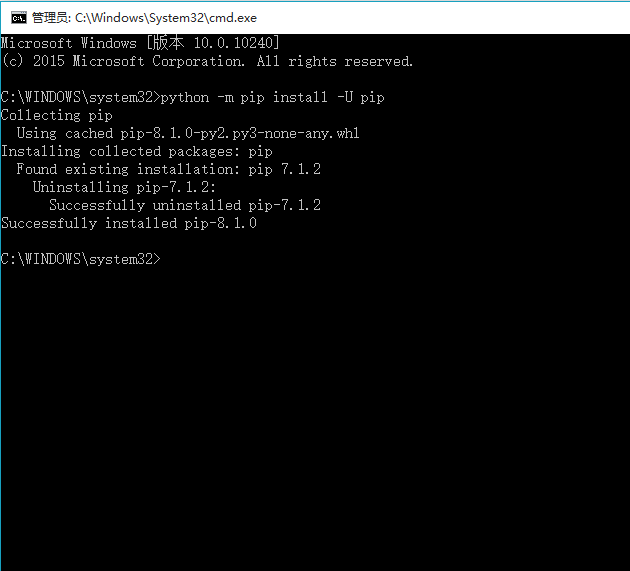 管理员: C:\Windows\System32\cmd.exe
Microsoft Windows [版本 10.0.10240]
(c) 2015 Microsoft Corporation. All rights reserved.
C:\WINDOWS\system32>python -m pip install -U pip
Collecting pip
  Using cached pip-8.1.0-py2.py3-none-any.whl
Installing collected packages: pip
  Found existing installation: pip 7.1.2
    Uninstalling pip-7.1.2:
      Successfully uninstalled pip-7.1.2
Successfully installed pip-8.1.0
C:\WINDOWS\system32>